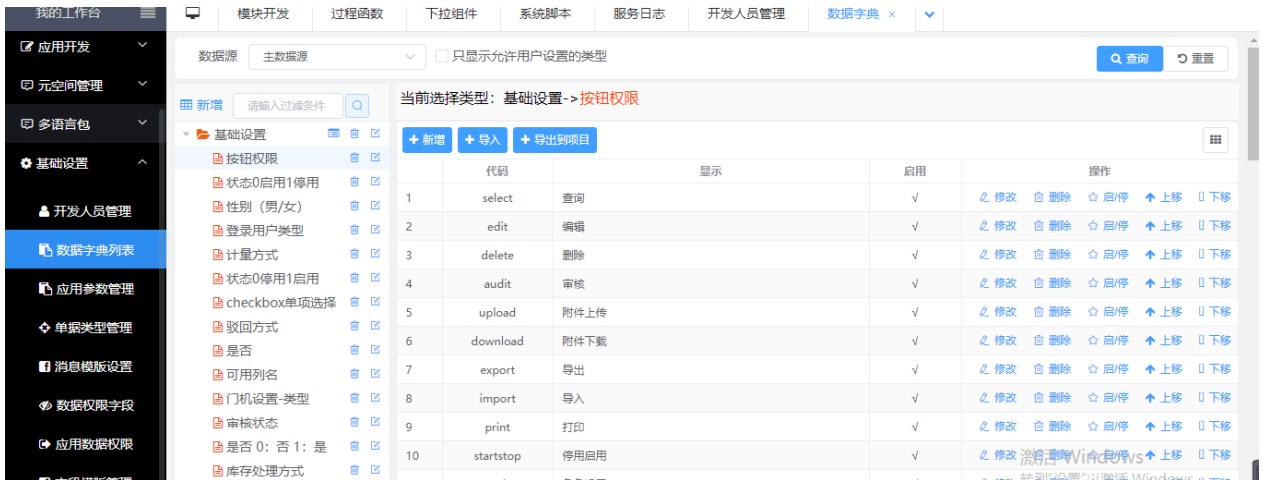 我的工作台
模块开发 过程函数 下拉组件 系统脚本 服务日志 开发人员管理 数据字典 ×
应用开发
元空间管理
多语言包
基础设置
开发人员管理
数据字典列表
应用参数管理
单据类型管理
消息模版设置
数据权限字段
应用数据权限
数据源 主数据源 只显示允许用户设置的类型 查询 重置
新增 请输入过滤条件
基础设置
按钮权限
状态0启用1停用
性别（男/女）
登录用户类型
计量方式
状态0停用1启用
checkbox单项选择
驳回方式
是否
可用列名
门机设置-类型
审核状态
是否 0：否 1：是
库存处理方式
当前选择类型：基础设置->按钮权限
+ 新增 + 导入 + 导出到项目
代码 显示 启用 操作
1 select 查询 √ 修改 删除 启/停 上移 下移
2 edit 编辑 √ 修改 删除 启/停 上移 下移
3 delete 删除 √ 修改 删除 启/停 上移 下移
4 audit 审核 √ 修改 删除 启/停 上移 下移
5 upload 附件上传 √ 修改 删除 启/停 上移 下移
6 download 附件下载 √ 修改 删除 启/停 上移 下移
7 export 导出 √ 修改 删除 启/停 上移 下移
8 import 导入 √ 修改 删除 启/停 上移 下移
9 print 打印 √ 修改 删除 启/停 上移 下移
10 startstop 停用启用 √ 修改 删除 启/停 上移 下移
激活 Windows
转到"设置"以激活 Windows